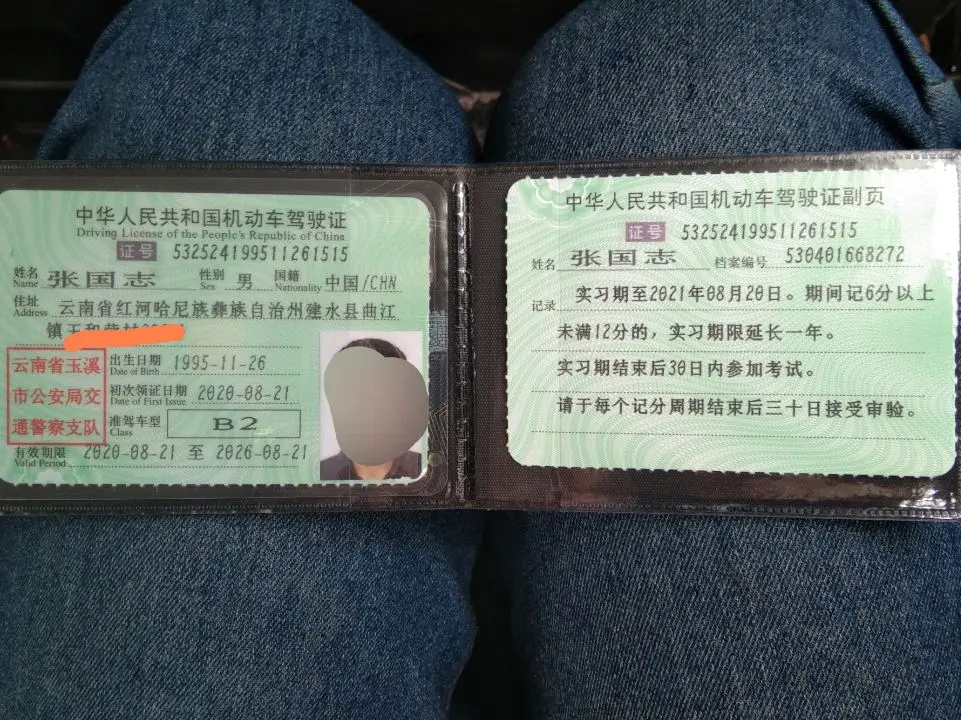 中华人民共和国机动车驾驶证
Driving License of the People's Republic of China
证号 532524199511261515
姓名 Name 张国志 性别 Sex 男 国籍 Nationality 中国/CHN
住址 Address 云南省红河哈尼族彝族自治州建水县曲江
镇
云南省玉溪
市公安局交
通警察支队
出生日期 Date of Birth 1995-11-26
初次领证日期 Date of First Issue 2020-08-21
准驾车型 Class B2
有效期限 Valid Period 2020-08-21 至 2026-08-21
中华人民共和国机动车驾驶证副页
证号 532524199511261515
姓名 张国志 档案编号 530401668272
记录 实习期至2021年08月20日。期间记6分以上
未满12分的，实习期限延长一年。
实习期结束后30日内参加考试。
请于每个记分周期结束后三十日接受审验。